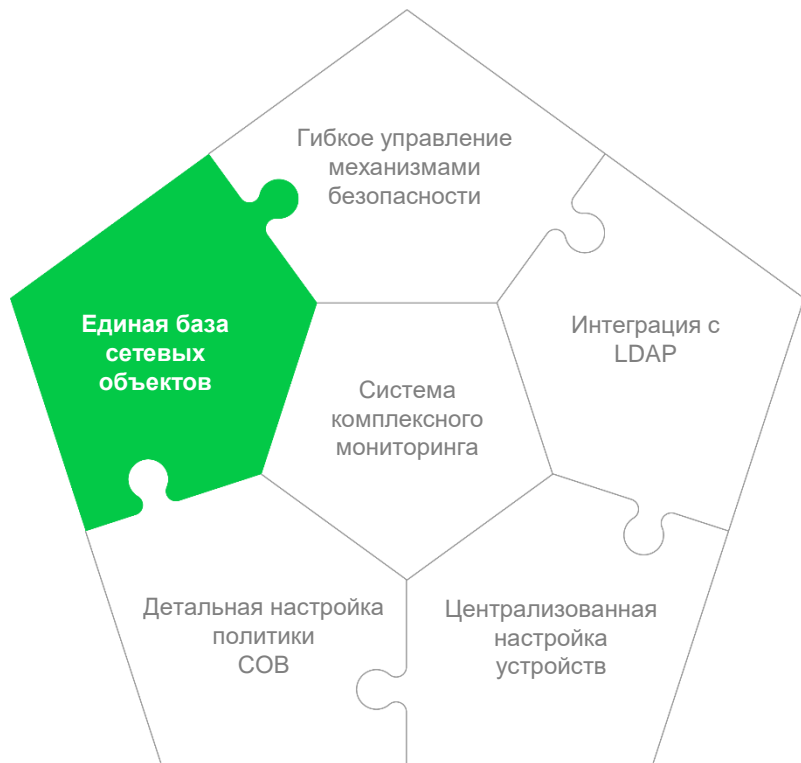 Гибкое управление
механизмами
безопасности
Единая база
сетевых
объектов
Интеграция с
LDAP
Система
комплексного
мониторинга
Детальная настройка
политики
СОВ
Централизованная
настройка
устройств